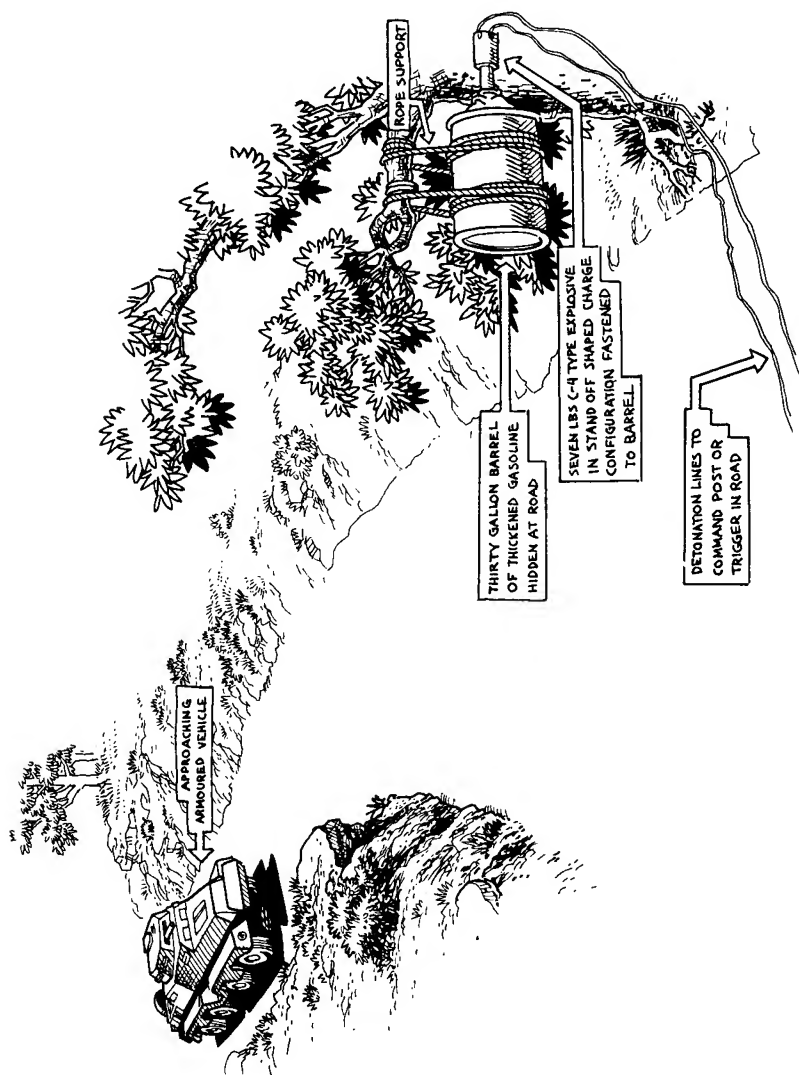 APPROACHING
ARMOURED VEHICLE
ROPE SUPPORT
THIRTY GALLON BARREL
OF THICKENED GASOLINE
HIDDEN AT ROAD
SEVEN LBS C-4 TYPE EXPLOSIVE
IN STAND OFF SHAPED CHARGE
CONFIGURATION FASTENED
TO BARREL
DETONATION LINES TO
COMMAND POST OR
TRIGGER IN ROAD